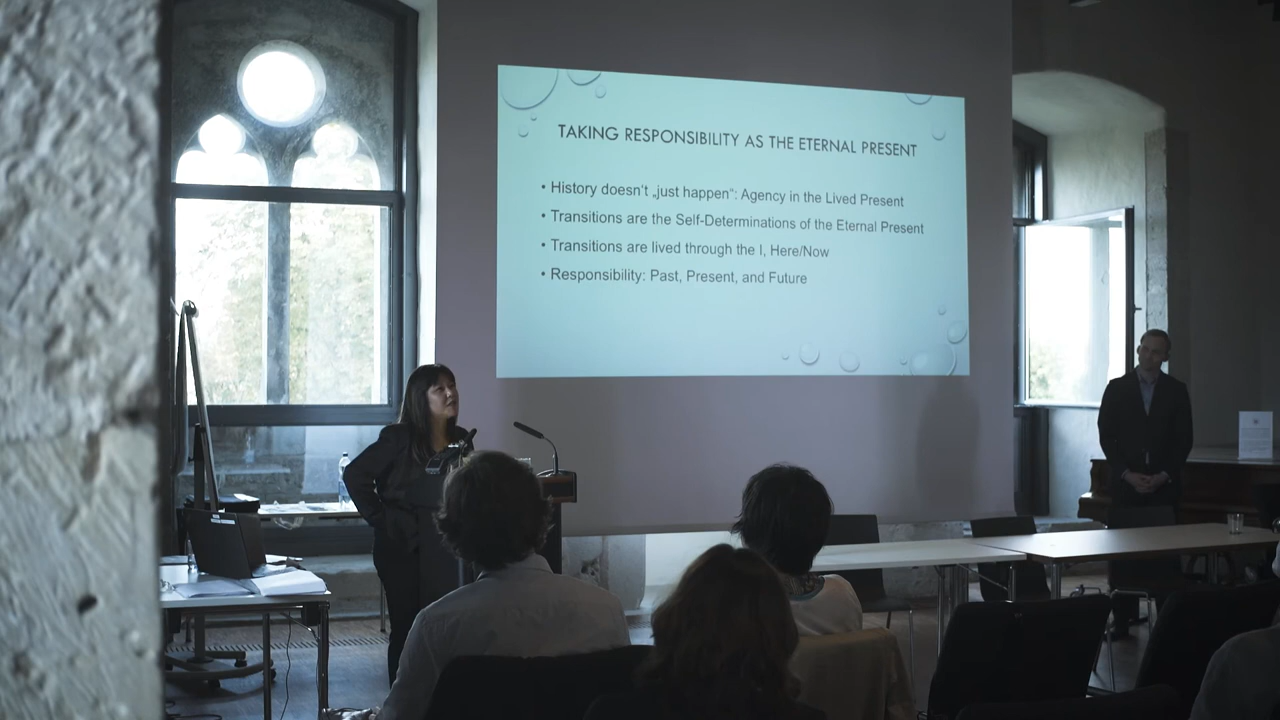 TAKING RESPONSIBILITY AS THE ETERNAL PRESENT
• History doesn't „just happen“: Agency in the Lived Present
• Transitions are the Self-Determinations of the Eternal Present
• Transitions are lived through the I, Here/Now
• Responsibility: Past, Present, and Future